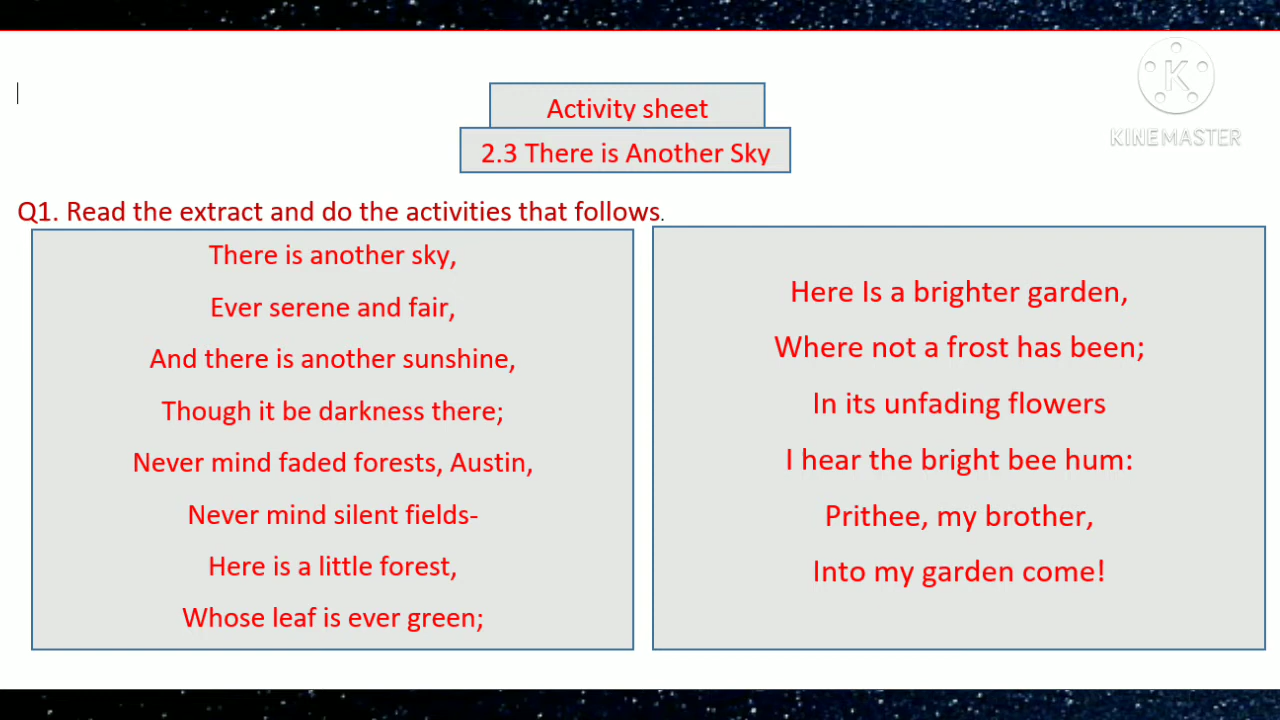 Activity sheet
2.3 There is Another Sky
Q1. Read the extract and do the activities that follows.
There is another sky,
Ever serene and fair,
And there is another sunshine,
Though it be darkness there;
Never mind faded forests, Austin,
Never mind silent fields-
Here is a little forest,
Whose leaf is ever green;
Here Is a brighter garden,
Where not a frost has been;
In its unfading flowers
I hear the bright bee hum:
Prithee, my brother,
Into my garden come!
K
KINEMASTER